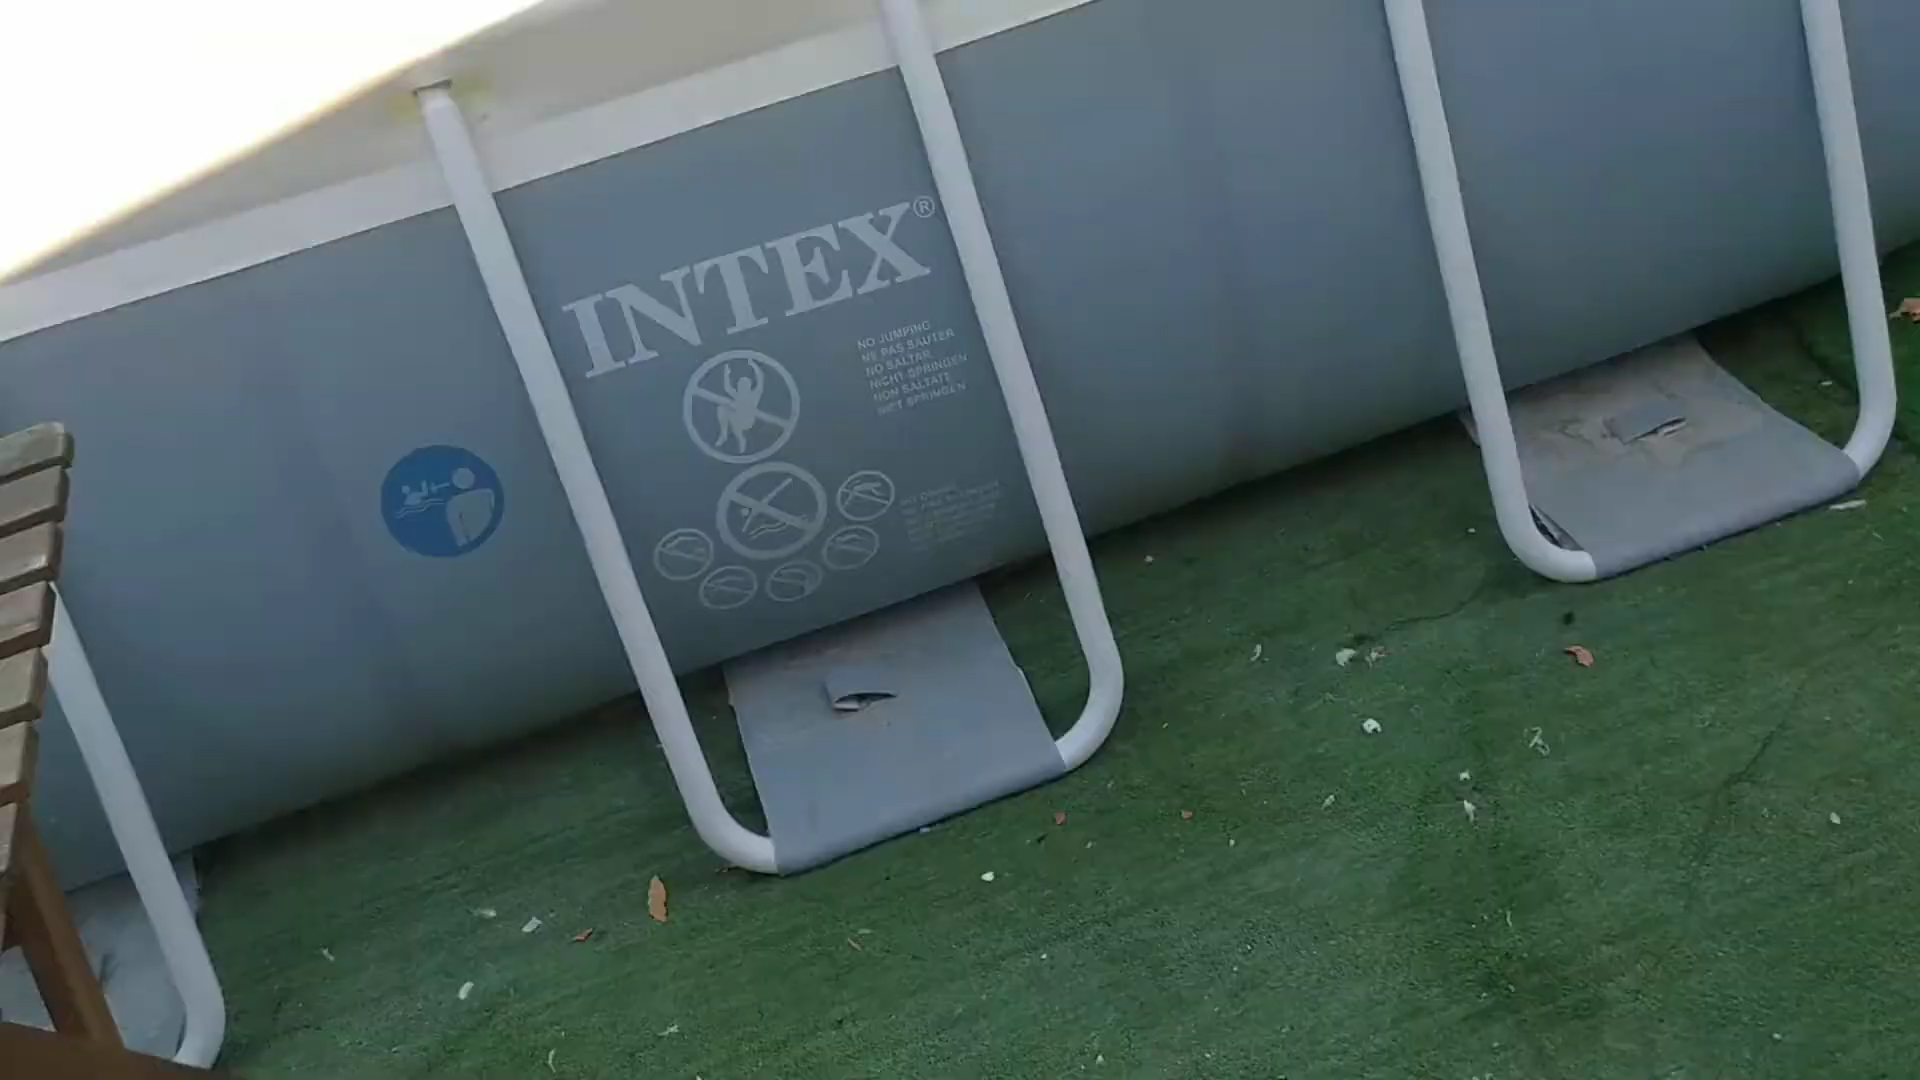 INTEX®
NO JUMPING
NE PAS SAUTER
NO SALTAR
NICHT SPRINGEN
NON SALTATE
NIET SPRINGEN